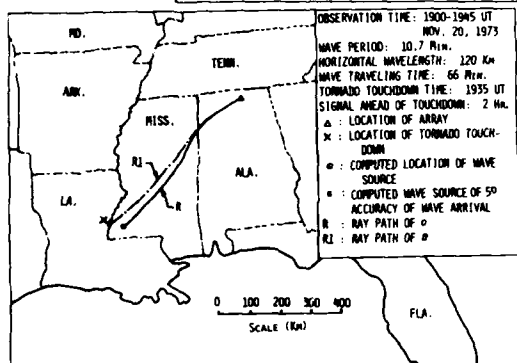 OBSERVATION TIME: 1900-1945 UT
NOV. 20, 1973
WAVE PERIOD: 10.7 MIN.
HORIZONTAL WAVELENGTH: 120 KM
WAVE TRAVELING TIME: 66 MIN.
TORNADO TOUCHDOWN TIME: 1935 UT
SIGNAL AHEAD OF TOUCHDOWN: 2 HR.
△ : LOCATION OF ARRAY
× : LOCATION OF TORNADO TOUCH-
DOWN
: COMPUTED LOCATION OF WAVE
SOURCE
: COMPUTED WAVE SOURCE OF 5º
ACCURACY OF WAVE ARRIVAL
R : RAY PATH OF
R1 : RAY PATH OF
MO.
TENN.
ARK.
MISS.
R1
R
ALA.
LA.
0 100 200 300 400
SCALE (KM)
FLA.